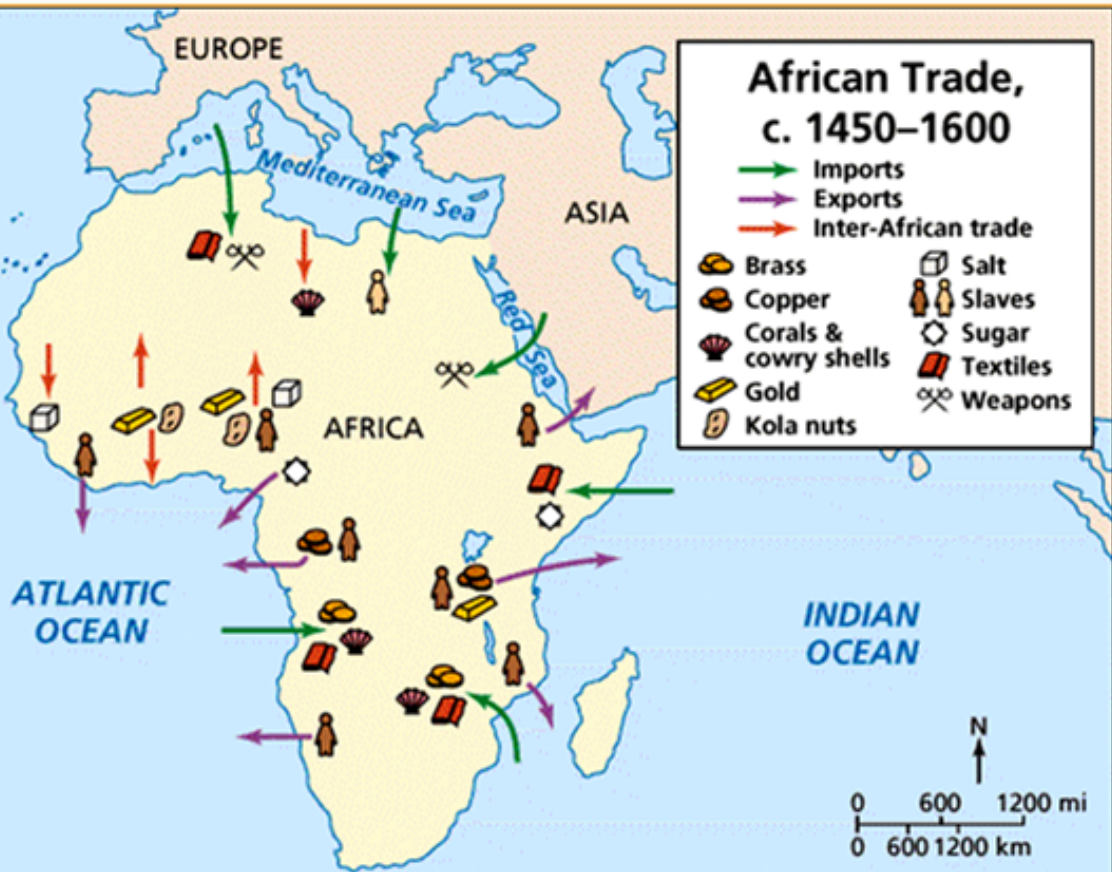 EUROPE
Mediterranean Sea
ASIA
Red Sea
AFRICA
ATLANTIC
OCEAN
INDIAN
OCEAN
African Trade,
c. 1450–1600
Imports
Exports
Inter-African trade
Brass
Copper
Corals &
cowry shells
Gold
Kola nuts
Salt
Slaves
Sugar
Textiles
Weapons
N
0 600 1200 mi
0 600 1200 km